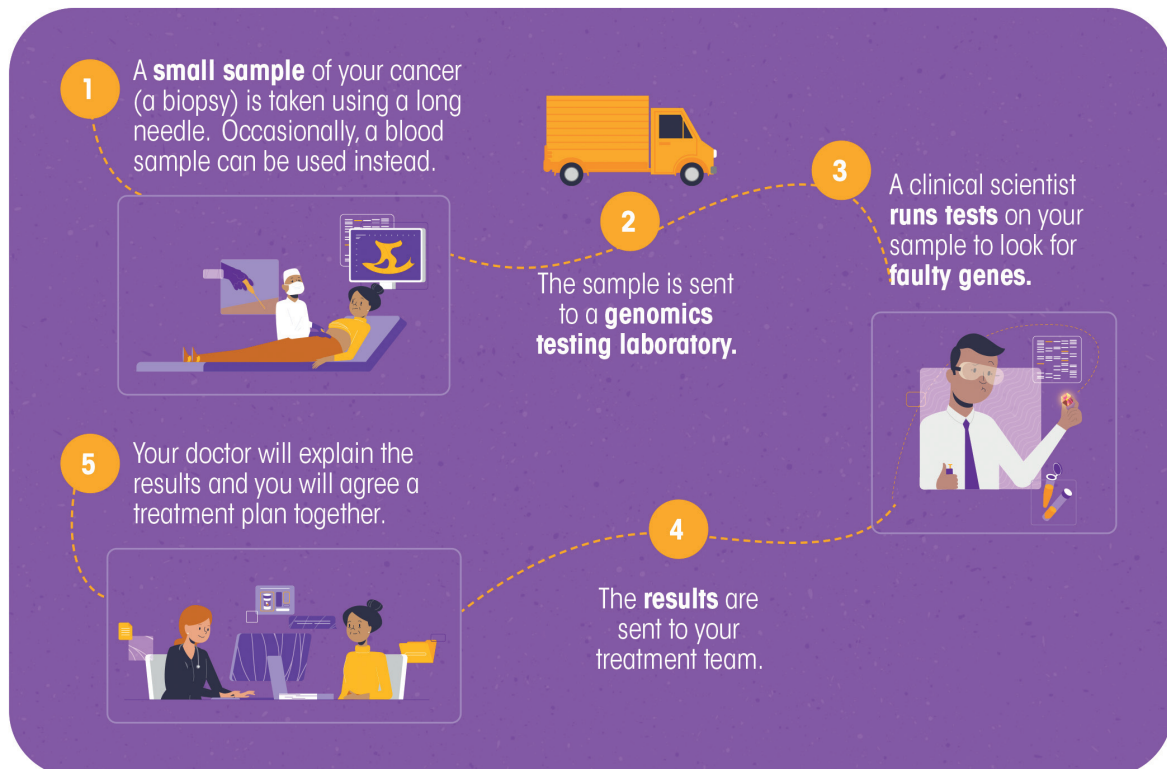 1
A small sample of your cancer
(a biopsy) is taken using a long
needle. Occasionally, a blood
sample can be used instead.
2
The sample is sent
to a genomics
testing laboratory.
3
A clinical scientist
runs tests on your
sample to look for
faulty genes.
4
The results are
sent to your
treatment team.
5
Your doctor will explain the
results and you will agree a
treatment plan together.